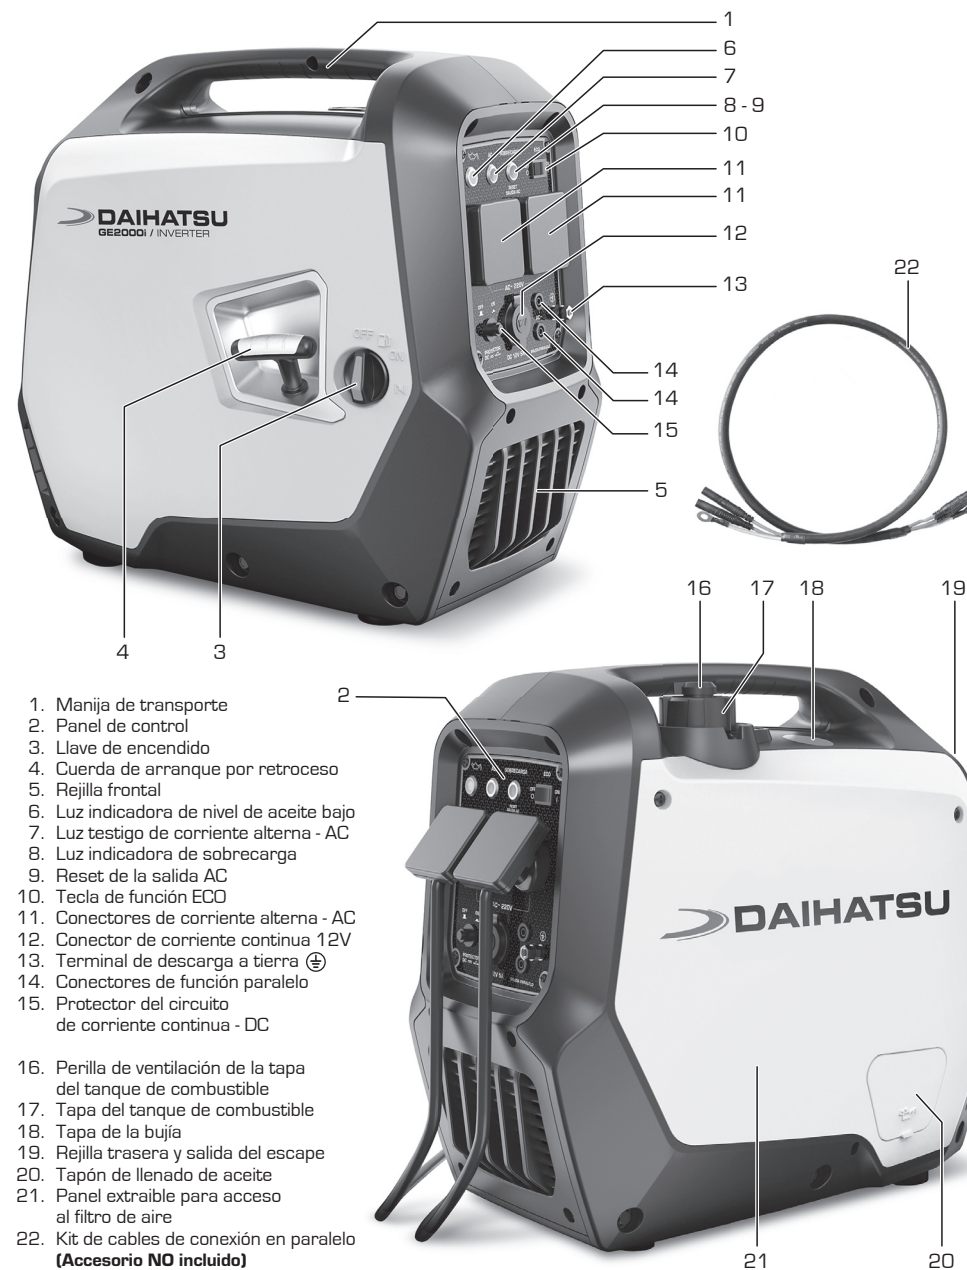 1
6
7
8 - 9
10
11
11
12
13
14
14
15
5
22
DAIHATSU
GE2000i / INVERTER
OFF
ON
AC~ 220V
4
3
16
17
18
19
2
SOBRECARGA
ECO
AC~ 220V
DAIHATSU
21
20
1. Manija de transporte
2. Panel de control
3. Llave de encendido
4. Cuerda de arranque por retroceso
5. Rejilla frontal
6. Luz indicadora de nivel de aceite bajo
7. Luz testigo de corriente alterna - AC
8. Luz indicadora de sobrecarga
9. Reset de la salida AC
10. Tecla de función ECO
11. Conectores de corriente alterna - AC
12. Conector de corriente continua 12V
13. Terminal de descarga a tierra
14. Conectores de función paralelo
15. Protector del circuito
de corriente continua - DC
16. Perilla de ventilación de la tapa
del tanque de combustible
17. Tapa del tanque de combustible
18. Tapa de la bujía
19. Rejilla trasera y salida del escape
20. Tapón de llenado de aceite
21. Panel extraible para acceso
al filtro de aire
22. Kit de cables de conexión en paralelo
(Accesorio NO incluido)